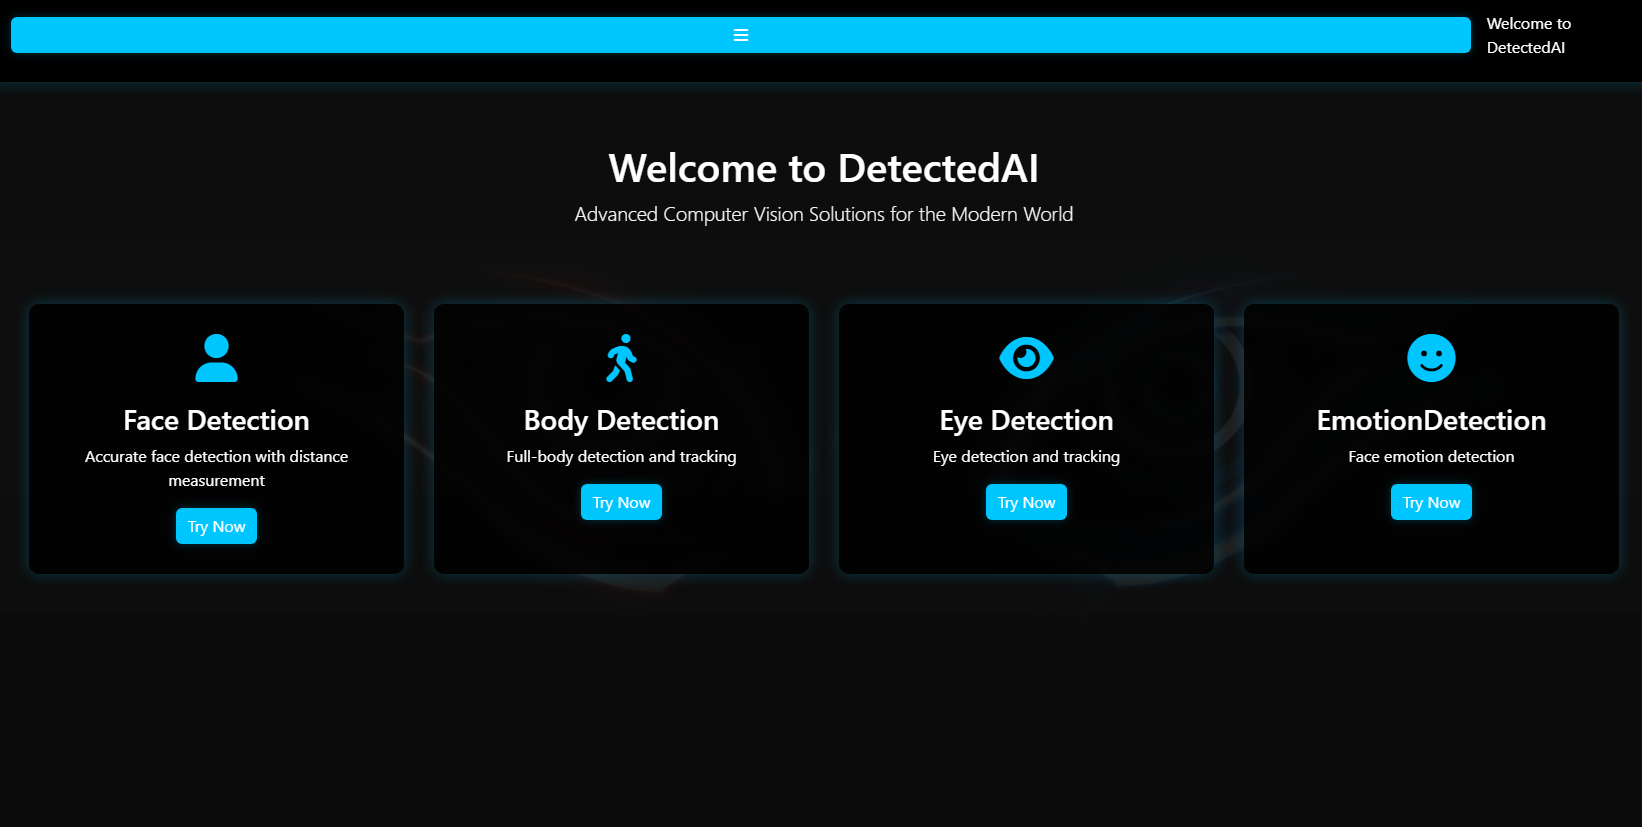 Welcome to
DetectedAI
Welcome to DetectedAI
Advanced Computer Vision Solutions for the Modern World
Face Detection
Accurate face detection with distance
measurement
Try Now
Body Detection
Full-body detection and tracking
Try Now
Eye Detection
Eye detection and tracking
Try Now
EmotionDetection
Face emotion detection
Try Now